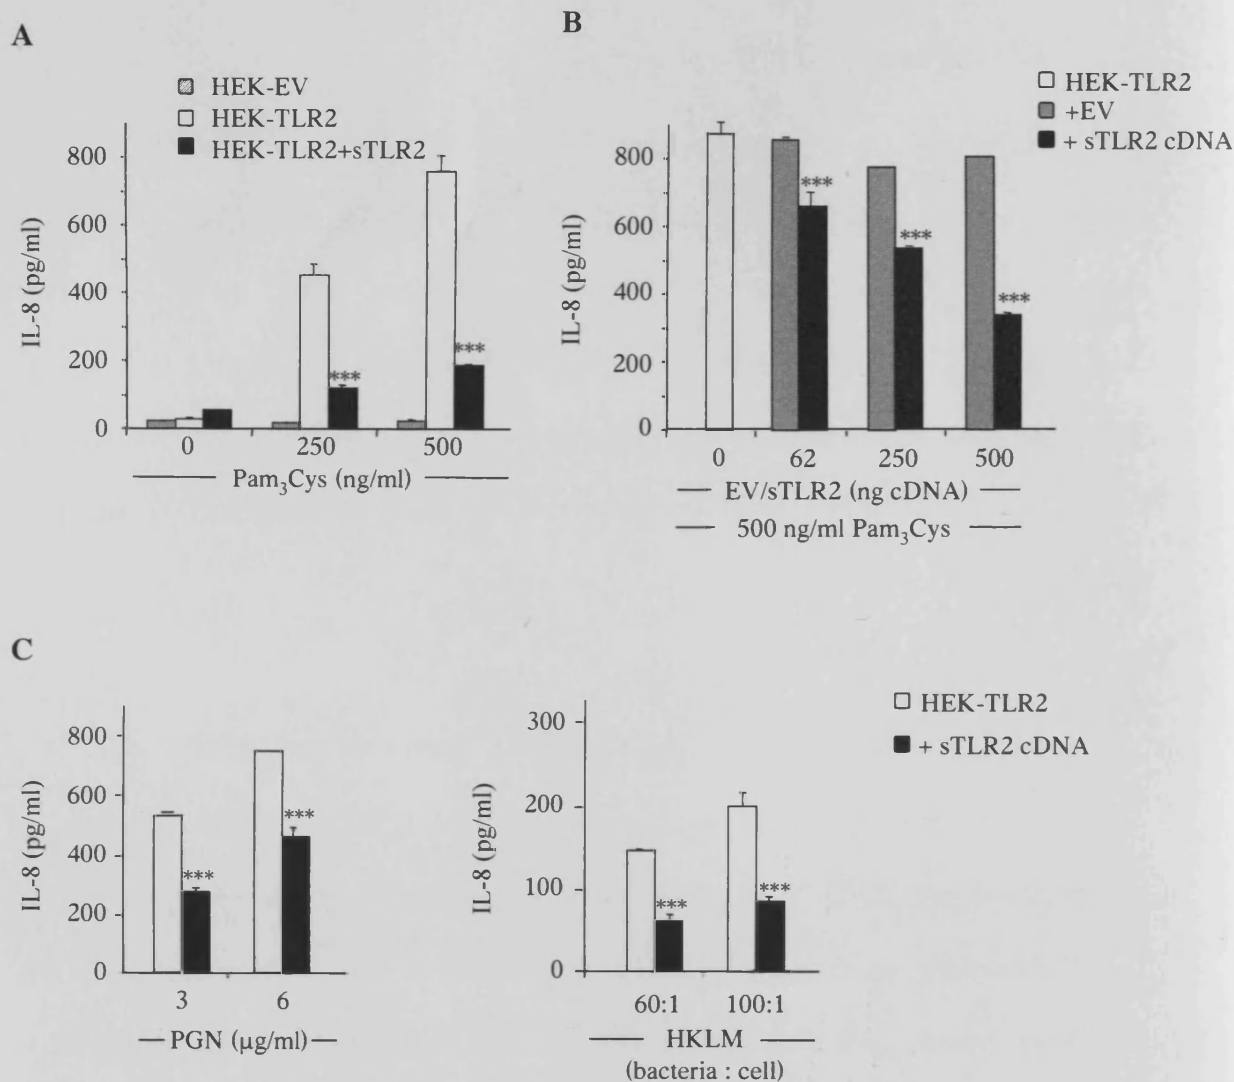 A
HEK-EV
HEK-TLR2
HEK-TLR2+sTLR2
800
600
400
200
0
IL-8 (pg/ml)
***
***
0 250 500
Pam₃Cys (ng/ml)
B
HEK-TLR2
+EV
+ sTLR2 cDNA
800
600
400
200
0
IL-8 (pg/ml)
***
***
***
0 62 250 500
EV/sTLR2 (ng cDNA)
500 ng/ml Pam₃Cys
C
800
600
400
200
0
IL-8 (pg/ml)
***
***
3 6
PGN (µg/ml)
300
200
100
0
IL-8 (pg/ml)
***
***
60:1 100:1
HKLM
(bacteria : cell)
HEK-TLR2
+ sTLR2 cDNA